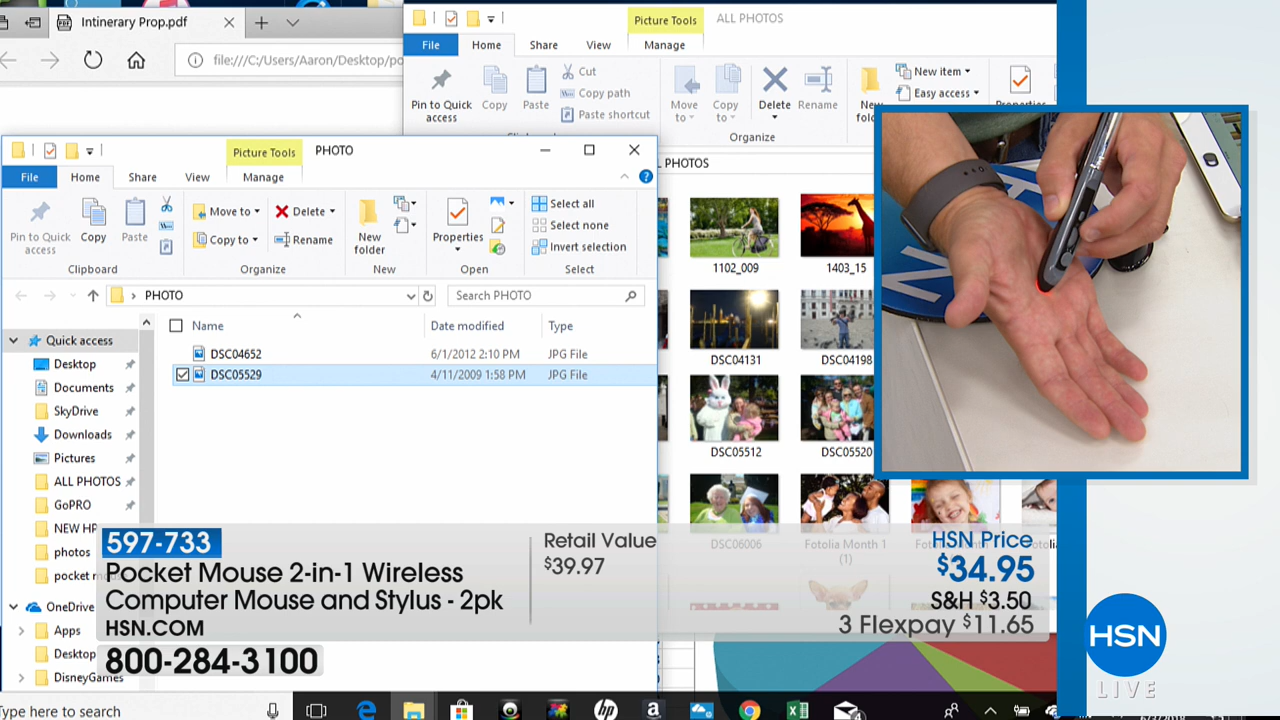 Intinerary Prop.pdf
file:///C:/Users/Aaron/Desktop/po
Picture Tools
ALL PHOTOS
File
Home
Share
View
Manage
Pin to Quick access
Copy
Paste
Cut
Copy path
Paste shortcut
Move to
Copy to
Delete
Rename
New
New item
Easy access
Organize
Picture Tools
PHOTO
File
Home
Share
View
Manage
Pin to Quick access
Copy
Paste
Move to
Copy to
Delete
Rename
New folder
Properties
Select all
Select none
Invert selection
Clipboard
Organize
New
Open
Select
PHOTO
Search PHOTO
L PHOTOS
Name
Date modified
Type
DSC04652
6/1/2012 2:10 PM
JPG File
DSC05529
4/11/2009 1:58 PM
JPG File
Quick access
Desktop
Documents
SkyDrive
Downloads
Pictures
ALL PHOTOS
GoPRO
NEW HP
photos
pocket m
OneDrive
Apps
Desktop
DisneyGames
1102_009
1403_15
DSC04131
DSC04198
DSC05512
DSC05520
DSC06006
Fotolia Month 1 (1)
597-733
Pocket Mouse 2-in-1 Wireless
Computer Mouse and Stylus - 2pk
HSN.COM
800-284-3100
Retail Value
$39.97
HSN Price
$34.95
S&H $3.50
3 Flexpay $11.65
HSN
LIVE
ype here to search